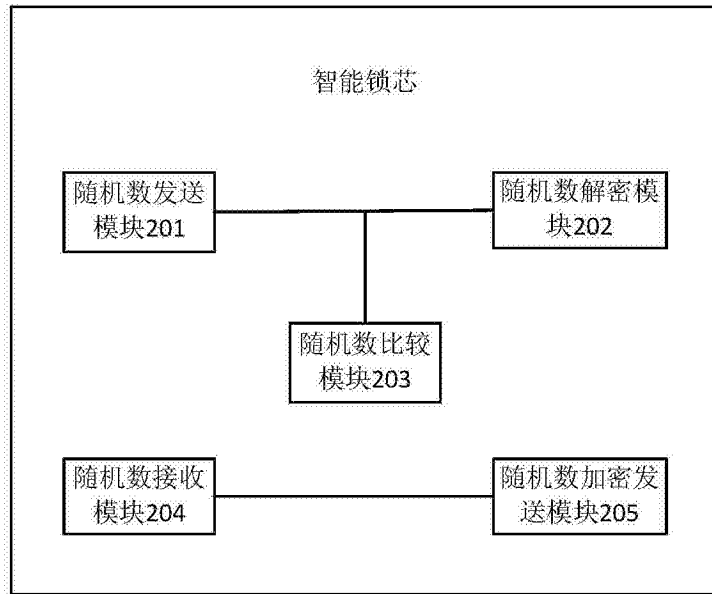 智能锁芯
随机数发送
模块201
随机数解密模
块202
随机数比较
模块203
随机数接收
模块204
随机数加密发
送模块205